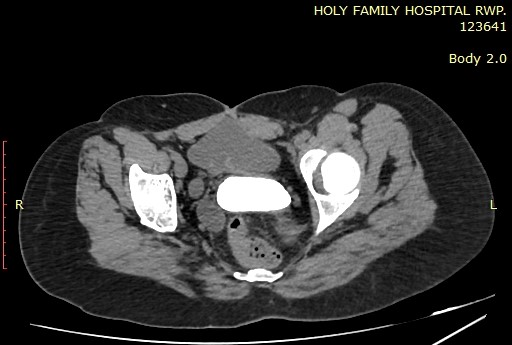 HOLY FAMILY HOSPITAL RWP.
123641
Body 2.0
R
L